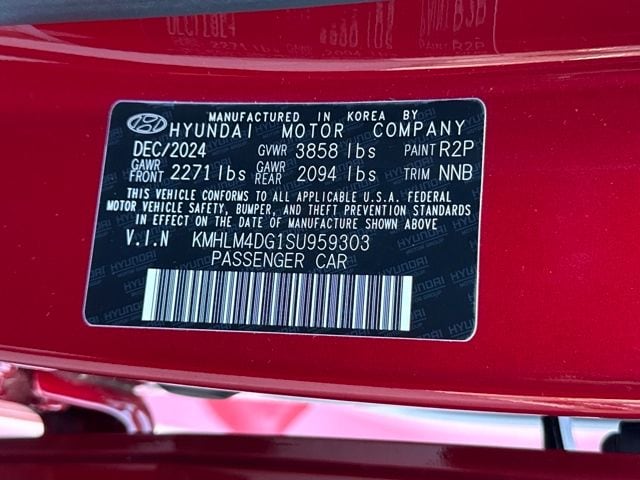 MANUFACTURED IN KOREA BY
HYUNDAI MOTOR COMPANY
DEC/2024 GVWR 3858 lbs PAINT R2P
GAWR FRONT 2271 lbs GAWR REAR 2094 lbs TRIM NNB
THIS VEHICLE CONFORMS TO ALL APPLICABLE U.S.A. FEDERAL
MOTOR VEHICLE SAFETY, BUMPER, AND THEFT PREVENTION STANDARDS
IN EFFECT ON THE DATE OF MANUFACTURE SHOWN ABOVE.
V.I.N KMHLM4DG1SU959303
PASSENGER CAR